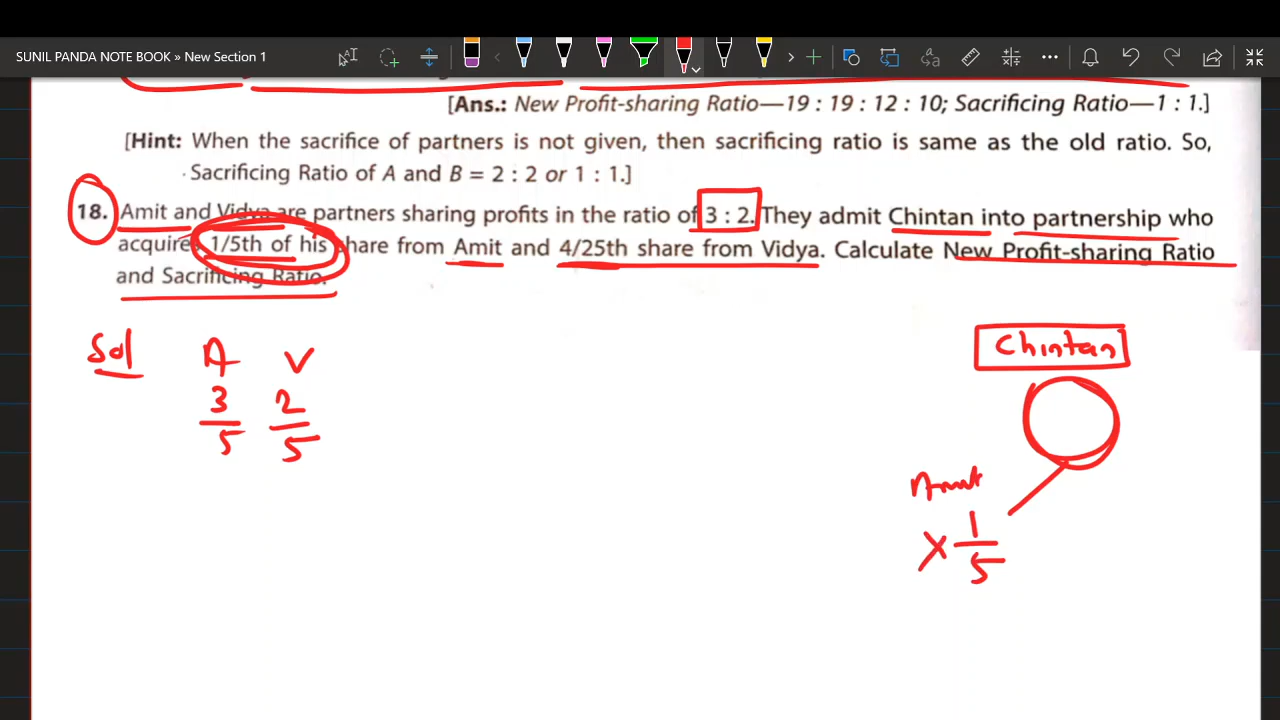 SUNIL PANDA NOTE BOOK » New Section 1
[Ans.: New Profit-sharing Ratio—19 : 19 : 12 : 10; Sacrificing Ratio—1 : 1.]
[Hint: When the sacrifice of partners is not given, then sacrificing ratio is same as the old ratio. So,
Sacrificing Ratio of A and B = 2 : 2 or 1 : 1.]
18. Amit and Vidya are partners sharing profits in the ratio of 3 : 2. They admit Chintan into partnership who
acquires 1/5th of his share from Amit and 4/25th share from Vidya. Calculate New Profit-sharing Ratio
and Sacrificing Ratio.
Sol A V
3/5 2/5
Chintan
Amit
X 1/5